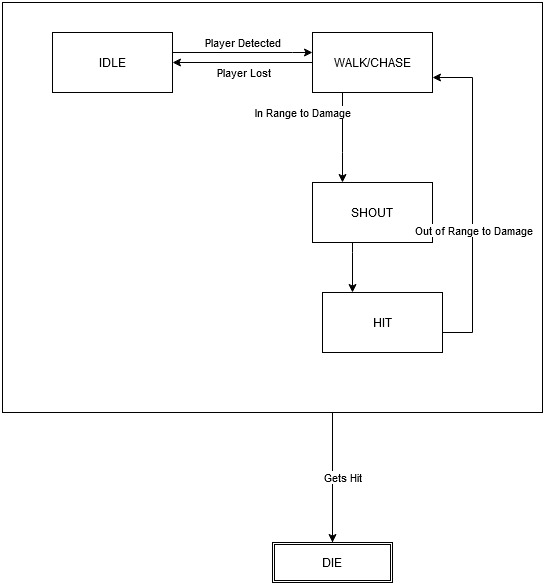 IDLE
Player Detected
Player Lost
WALK/CHASE
In Range to Damage
SHOUT
Out of Range to Damage
HIT
Gets Hit
DIE